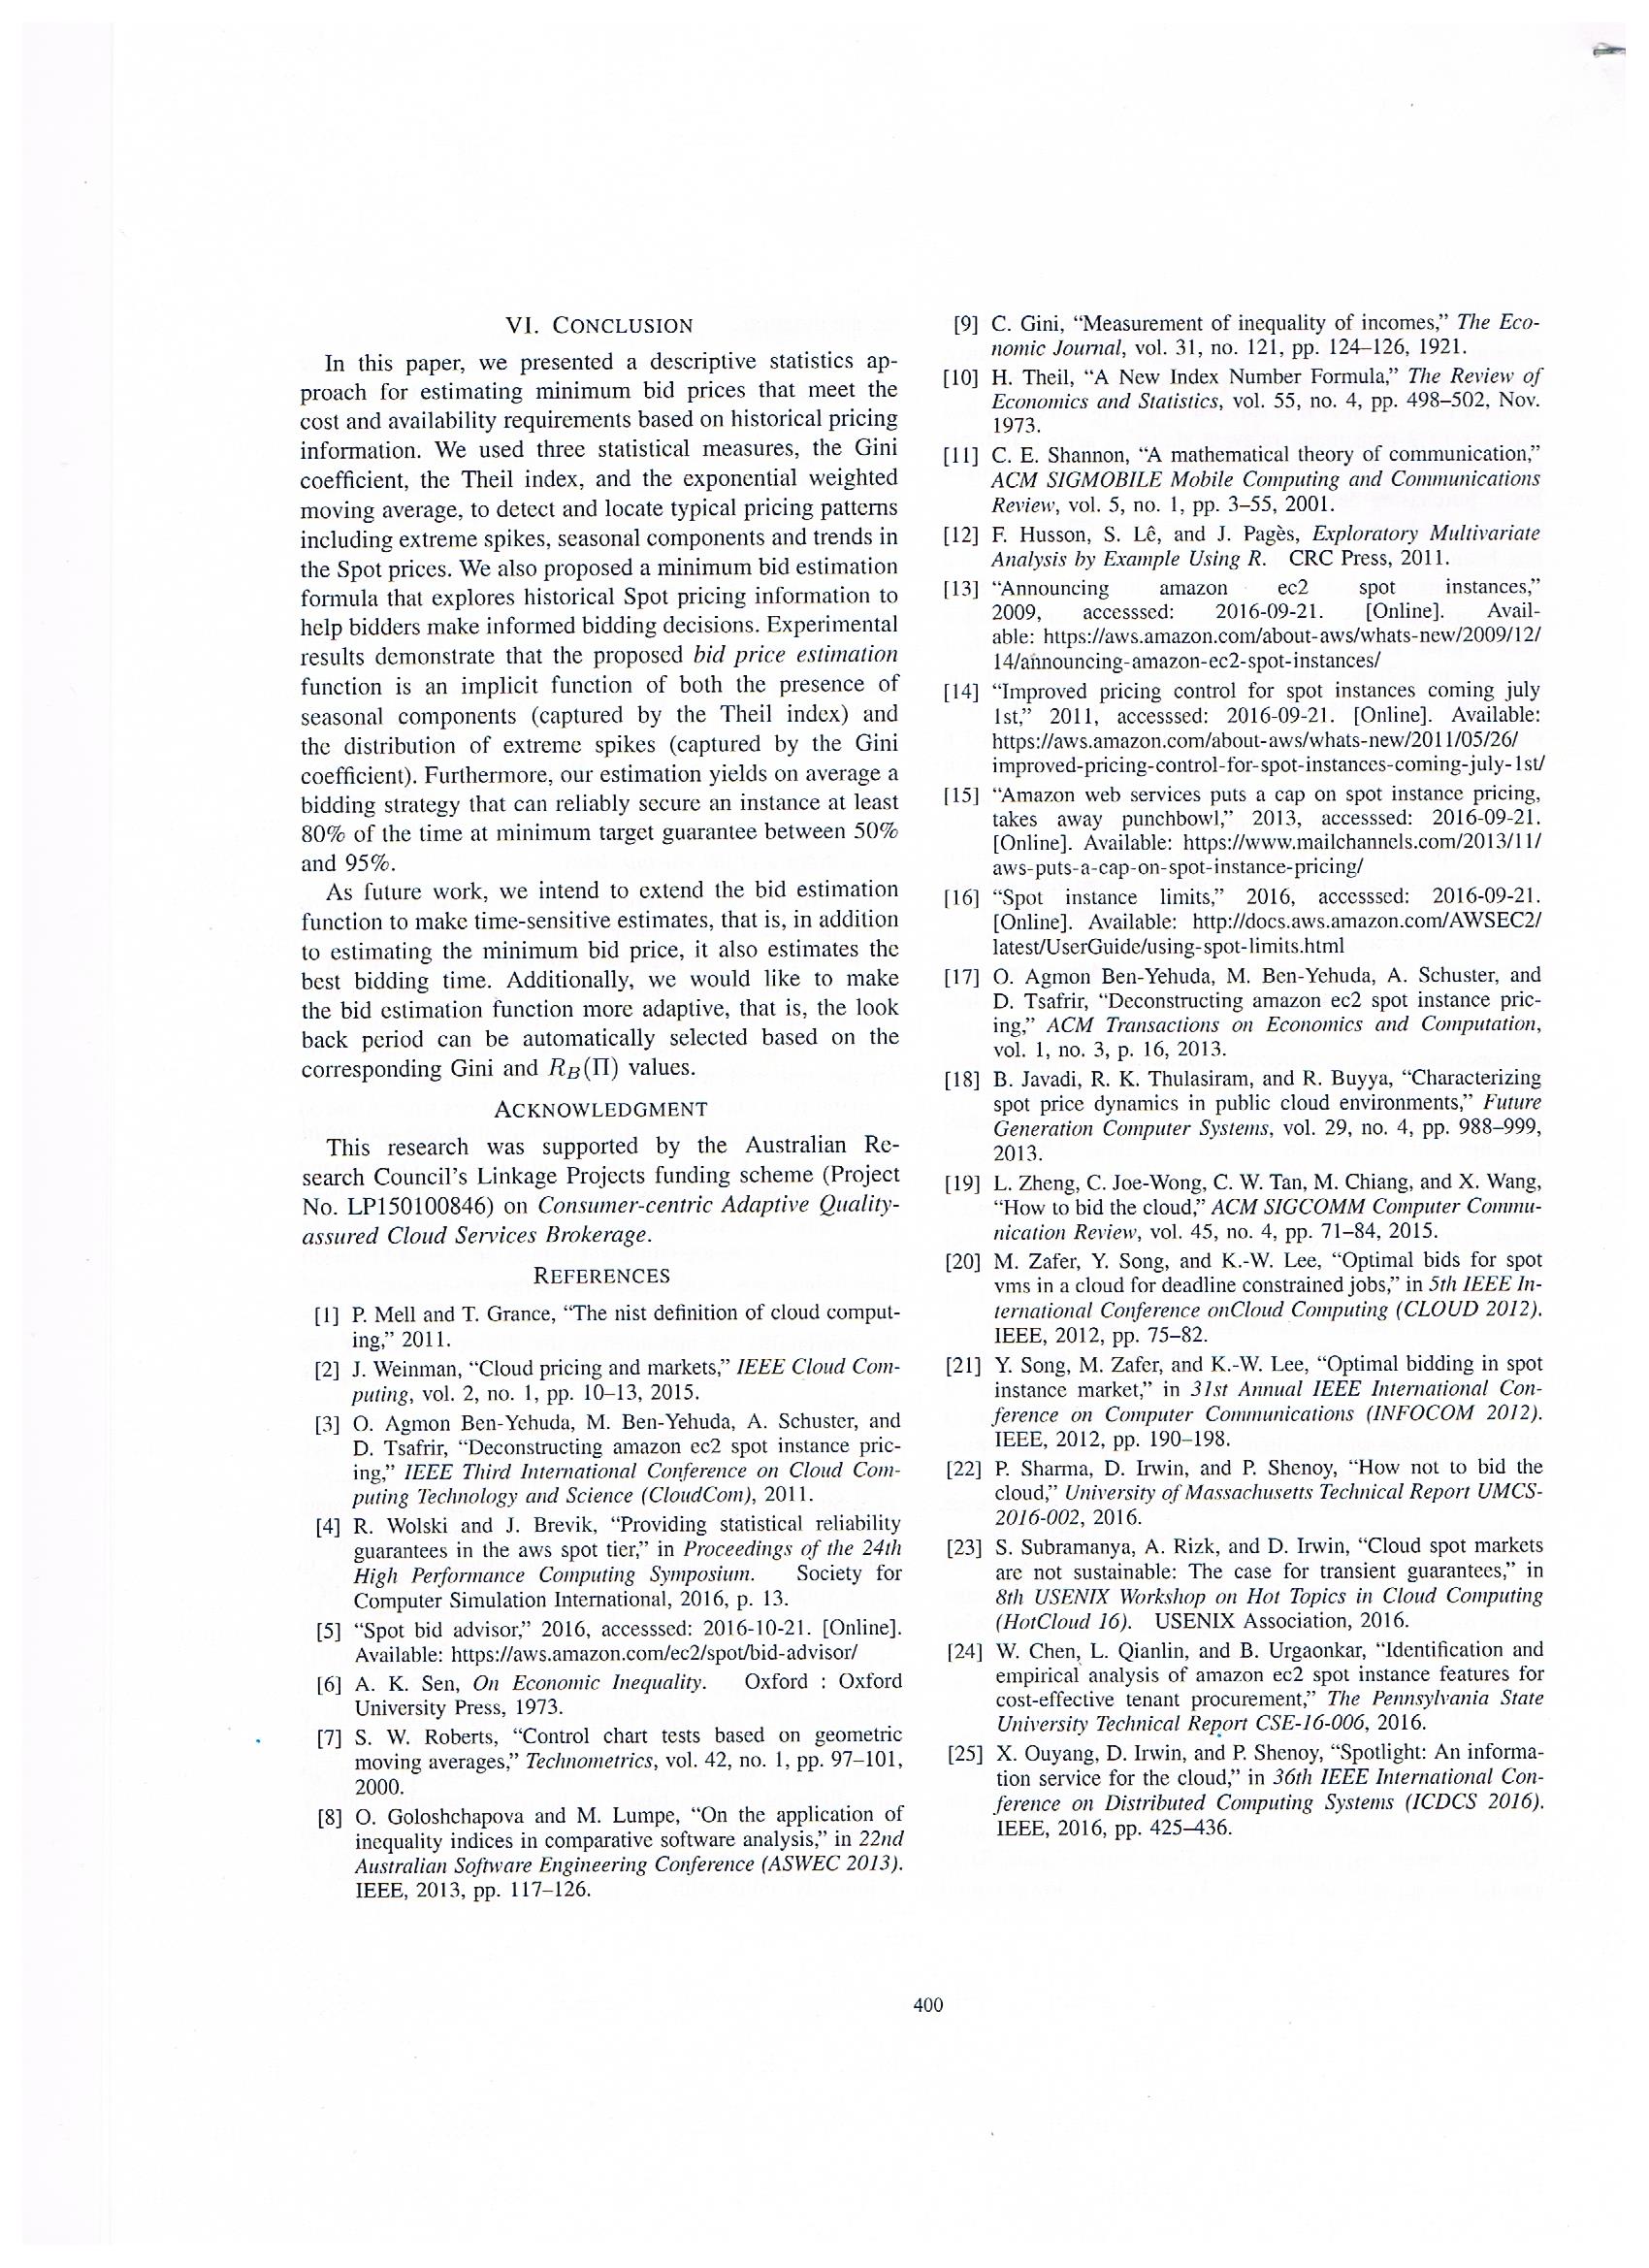 VI. CONCLUSION
In this paper, we presented a descriptive statistics ap-
proach for estimating minimum bid prices that meet the
cost and availability requirements based on historical pricing
information. We used three statistical measures, the Gini
coefficient, the Theil index, and the exponential weighted
moving average, to detect and locate typical pricing patterns
including extreme spikes, seasonal components and trends in
the Spot prices. We also proposed a minimum bid estimation
formula that explores historical Spot pricing information to
help bidders make informed bidding decisions. Experimental
results demonstrate that the proposed bid price estimation
function is an implicit function of both the presence of
seasonal components (captured by the Theil index) and
the distribution of extreme spikes (captured by the Gini
coefficient). Furthermore, our estimation yields on average a
bidding strategy that can reliably secure an instance at least
80% of the time at minimum target guarantee between 50%
and 95%.
As future work, we intend to extend the bid estimation
function to make time-sensitive estimates, that is, in addition
to estimating the minimum bid price, it also estimates the
best bidding time. Additionally, we would like to make
the bid estimation function more adaptive, that is, the look
back period can be automatically selected based on the
corresponding Gini and R_B(Π) values.
ACKNOWLEDGMENT
This research was supported by the Australian Re-
search Council's Linkage Projects funding scheme (Project
No. LP150100846) on Consumer-centric Adaptive Quality-
assured Cloud Services Brokerage.
REFERENCES
[1] P. Mell and T. Grance, “The nist definition of cloud comput-
ing,” 2011.
[2] J. Weinman, “Cloud pricing and markets,” IEEE Cloud Com-
puting, vol. 2, no. 1, pp. 10–13, 2015.
[3] O. Agmon Ben-Yehuda, M. Ben-Yehuda, A. Schuster, and
D. Tsafrir, “Deconstructing amazon ec2 spot instance pric-
ing,” IEEE Third International Conference on Cloud Com-
puting Technology and Science (CloudCom), 2011.
[4] R. Wolski and J. Brevik, “Providing statistical reliability
guarantees in the aws spot tier,” in Proceedings of the 24th
High Performance Computing Symposium. Society for
Computer Simulation International, 2016, p. 13.
[5] “Spot bid advisor,” 2016, accesssed: 2016-10-21. [Online].
Available: https://aws.amazon.com/ec2/spot/bid-advisor/
[6] A. K. Sen, On Economic Inequality. Oxford : Oxford
University Press, 1973.
[7] S. W. Roberts, “Control chart tests based on geometric
moving averages,” Technometrics, vol. 42, no. 1, pp. 97–101,
2000.
[8] O. Goloshchapova and M. Lumpe, “On the application of
inequality indices in comparative software analysis,” in 22nd
Australian Software Engineering Conference (ASWEC 2013).
IEEE, 2013, pp. 117–126.
[9] C. Gini, “Measurement of inequality of incomes,” The Eco-
nomic Journal, vol. 31, no. 121, pp. 124–126, 1921.
[10] H. Theil, “A New Index Number Formula,” The Review of
Economics and Statistics, vol. 55, no. 4, pp. 498–502, Nov.
1973.
[11] C. E. Shannon, “A mathematical theory of communication,”
ACM SIGMOBILE Mobile Computing and Communications
Review, vol. 5, no. 1, pp. 3–55, 2001.
[12] F. Husson, S. Lê, and J. Pagès, Exploratory Multivariate
Analysis by Example Using R. CRC Press, 2011.
[13] “Announcing amazon ec2 spot instances,”
2009, accesssed: 2016-09-21. [Online]. Avail-
able: https://aws.amazon.com/about-aws/whats-new/2009/12/
14/announcing-amazon-ec2-spot-instances/
[14] “Improved pricing control for spot instances coming july
1st,” 2011, accesssed: 2016-09-21. [Online]. Available:
https://aws.amazon.com/about-aws/whats-new/2011/05/26/
improved-pricing-control-for-spot-instances-coming-july-1st/
[15] “Amazon web services puts a cap on spot instance pricing,
takes away punchbowl,” 2013, accesssed: 2016-09-21.
[Online]. Available: https://www.mailchannels.com/2013/11/
aws-puts-a-cap-on-spot-instance-pricing/
[16] “Spot instance limits,” 2016, accesssed: 2016-09-21.
[Online]. Available: http://docs.aws.amazon.com/AWSEC2/
latest/UserGuide/using-spot-limits.html
[17] O. Agmon Ben-Yehuda, M. Ben-Yehuda, A. Schuster, and
D. Tsafrir, “Deconstructing amazon ec2 spot instance pric-
ing,” ACM Transactions on Economics and Computation,
vol. 1, no. 3, p. 16, 2013.
[18] B. Javadi, R. K. Thulasiram, and R. Buyya, “Characterizing
spot price dynamics in public cloud environments,” Future
Generation Computer Systems, vol. 29, no. 4, pp. 988–999,
2013.
[19] L. Zheng, C. Joe-Wong, C. W. Tan, M. Chiang, and X. Wang,
“How to bid the cloud,” ACM SIGCOMM Computer Commu-
nication Review, vol. 45, no. 4, pp. 71–84, 2015.
[20] M. Zafer, Y. Song, and K.-W. Lee, “Optimal bids for spot
vms in a cloud for deadline constrained jobs,” in 5th IEEE In-
ternational Conference onCloud Computing (CLOUD 2012).
IEEE, 2012, pp. 75–82.
[21] Y. Song, M. Zafer, and K.-W. Lee, “Optimal bidding in spot
instance market,” in 31st Annual IEEE International Con-
ference on Computer Communications (INFOCOM 2012).
IEEE, 2012, pp. 190–198.
[22] P. Sharma, D. Irwin, and P. Shenoy, “How not to bid the
cloud,” University of Massachusetts Technical Report UMCS-
2016-002, 2016.
[23] S. Subramanya, A. Rizk, and D. Irwin, “Cloud spot markets
are not sustainable: The case for transient guarantees,” in
8th USENIX Workshop on Hot Topics in Cloud Computing
(HotCloud 16). USENIX Association, 2016.
[24] W. Chen, L. Qianlin, and B. Urgaonkar, “Identification and
empirical analysis of amazon ec2 spot instance features for
cost-effective tenant procurement,” The Pennsylvania State
University Technical Report CSE-16-006, 2016.
[25] X. Ouyang, D. Irwin, and P. Shenoy, “Spotlight: An informa-
tion service for the cloud,” in 36th IEEE International Con-
ference on Distributed Computing Systems (ICDCS 2016).
IEEE, 2016, pp. 425–436.
400